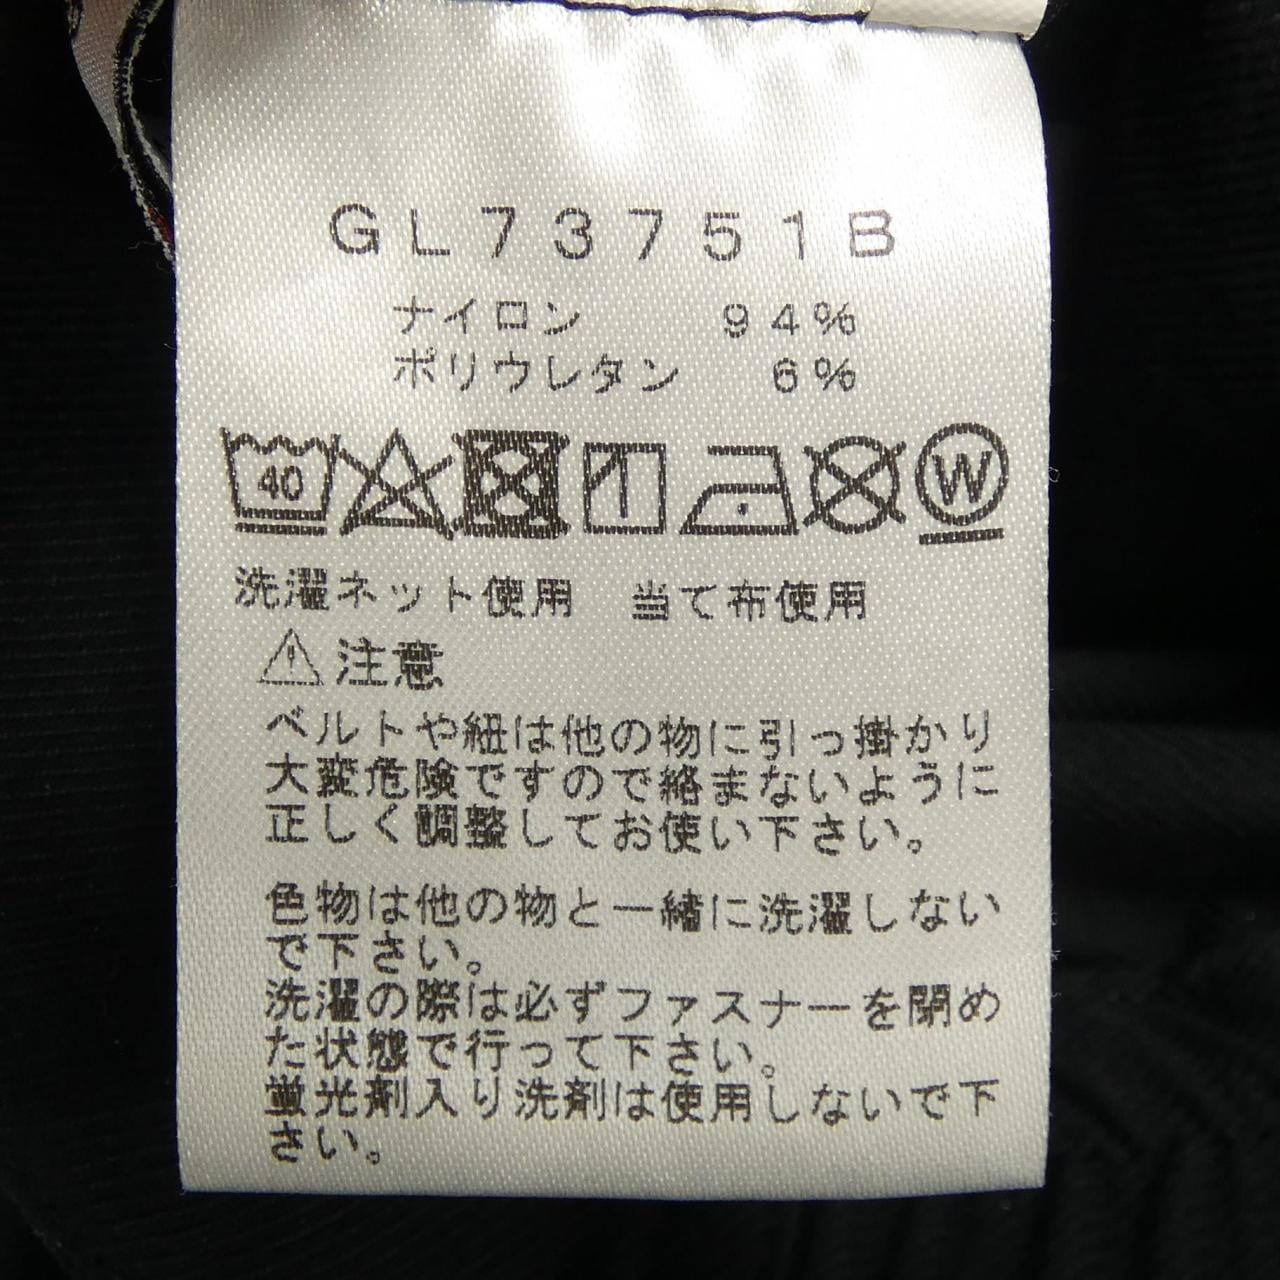 GL73751B
ナイロン 94%
ポリウレタン 6%
40 W
洗濯ネット使用 当て布使用
注意
ベルトや紐は他の物に引っ掛かり
大変危険ですので絡まないように
正しく調整してお使い下さい。
色物は他の物と一緒に洗濯しない
で下さい。
洗濯の際は必ずファスナーを閉め
た状態で行って下さい。
蛍光剤入り洗剤は使用しないで下
さい。